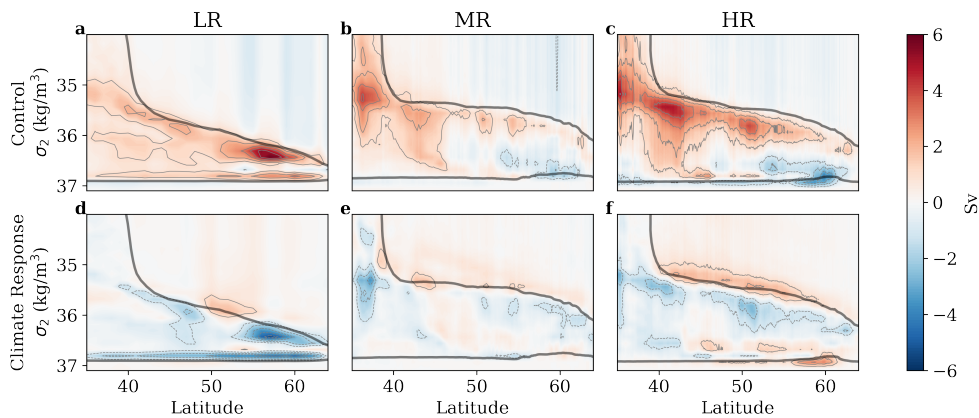 LR MR HR
a b c
Control
σ₂ (kg/m³)
35
36
37
d e f
Climate Response
σ₂ (kg/m³)
35
36
37
40 50 60 40 50 60 40 50 60
Latitude Latitude Latitude
6
4
2
0
−2
−4
−6
Sv